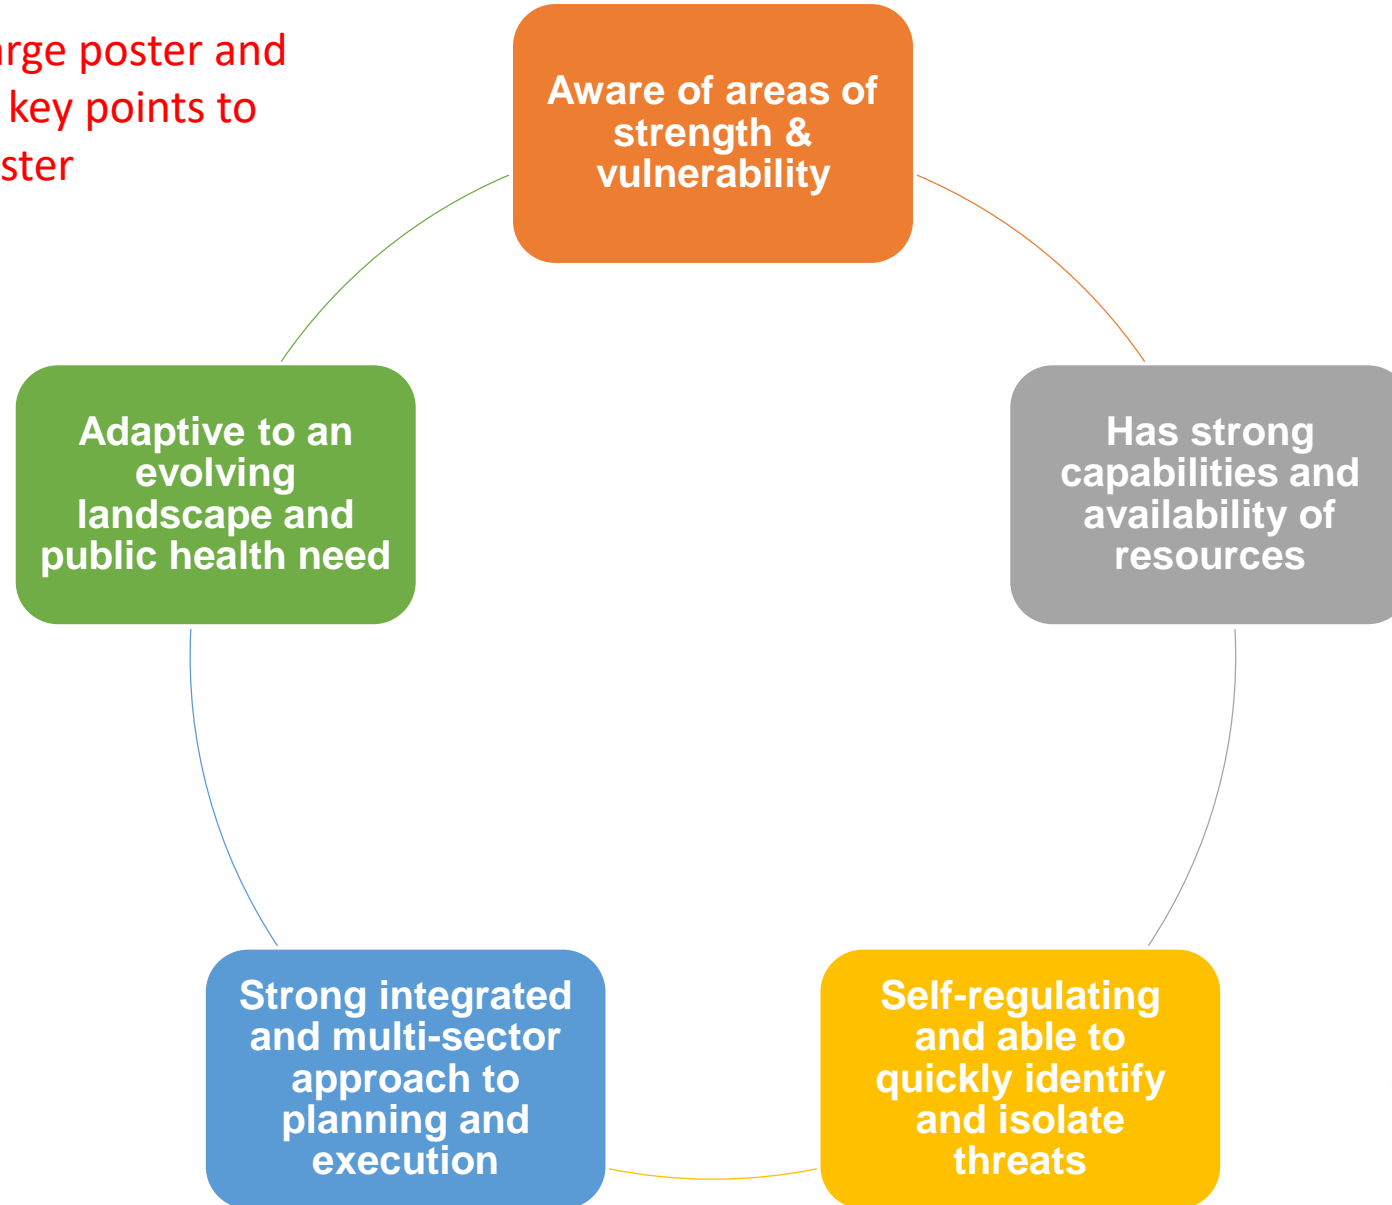 arge poster and
key points to
ster
Aware of areas of
strength &
vulnerability
Has strong
capabilities and
availability of
resources
Self-regulating
and able to
quickly identify
and isolate
threats
Strong integrated
and multi-sector
approach to
planning and
execution
Adaptive to an
evolving
landscape and
public health need